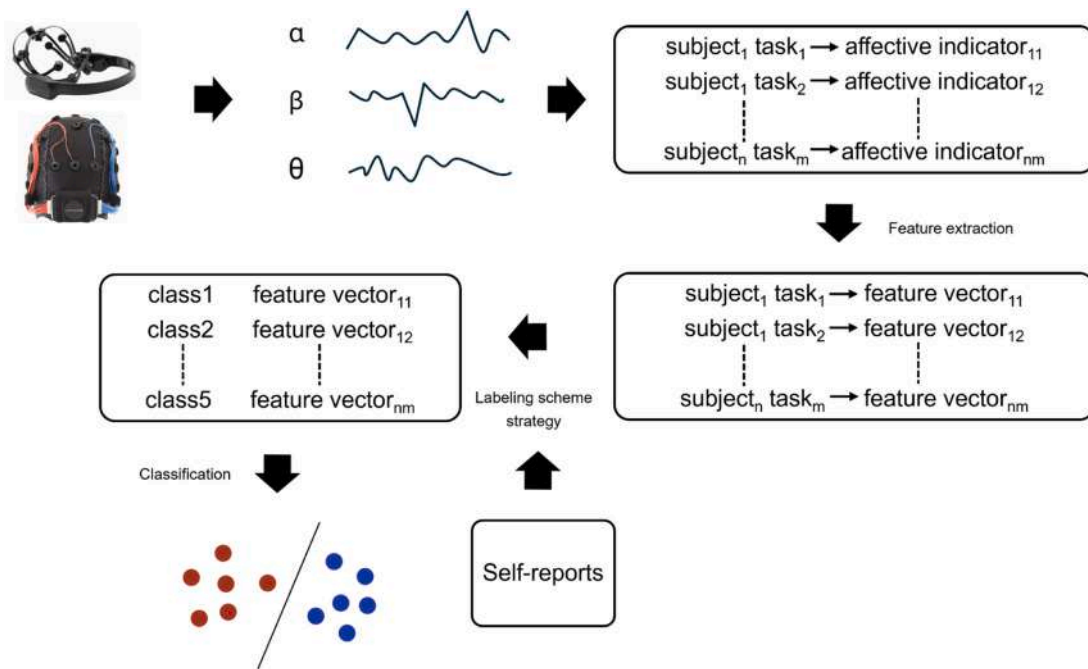 α
β
θ
subject₁ task₁ → affective indicator₁₁
subject₁ task₂ → affective indicator₁₂
subjectₙ taskₘ → affective indicatorₙₘ
Feature extraction
subject₁ task₁ → feature vector₁₁
subject₁ task₂ → feature vector₁₂
subjectₙ taskₘ → feature vectorₙₘ
Labeling scheme
strategy
Self-reports
class1 feature vector₁₁
class2 feature vector₁₂
class5 feature vectorₙₘ
Classification